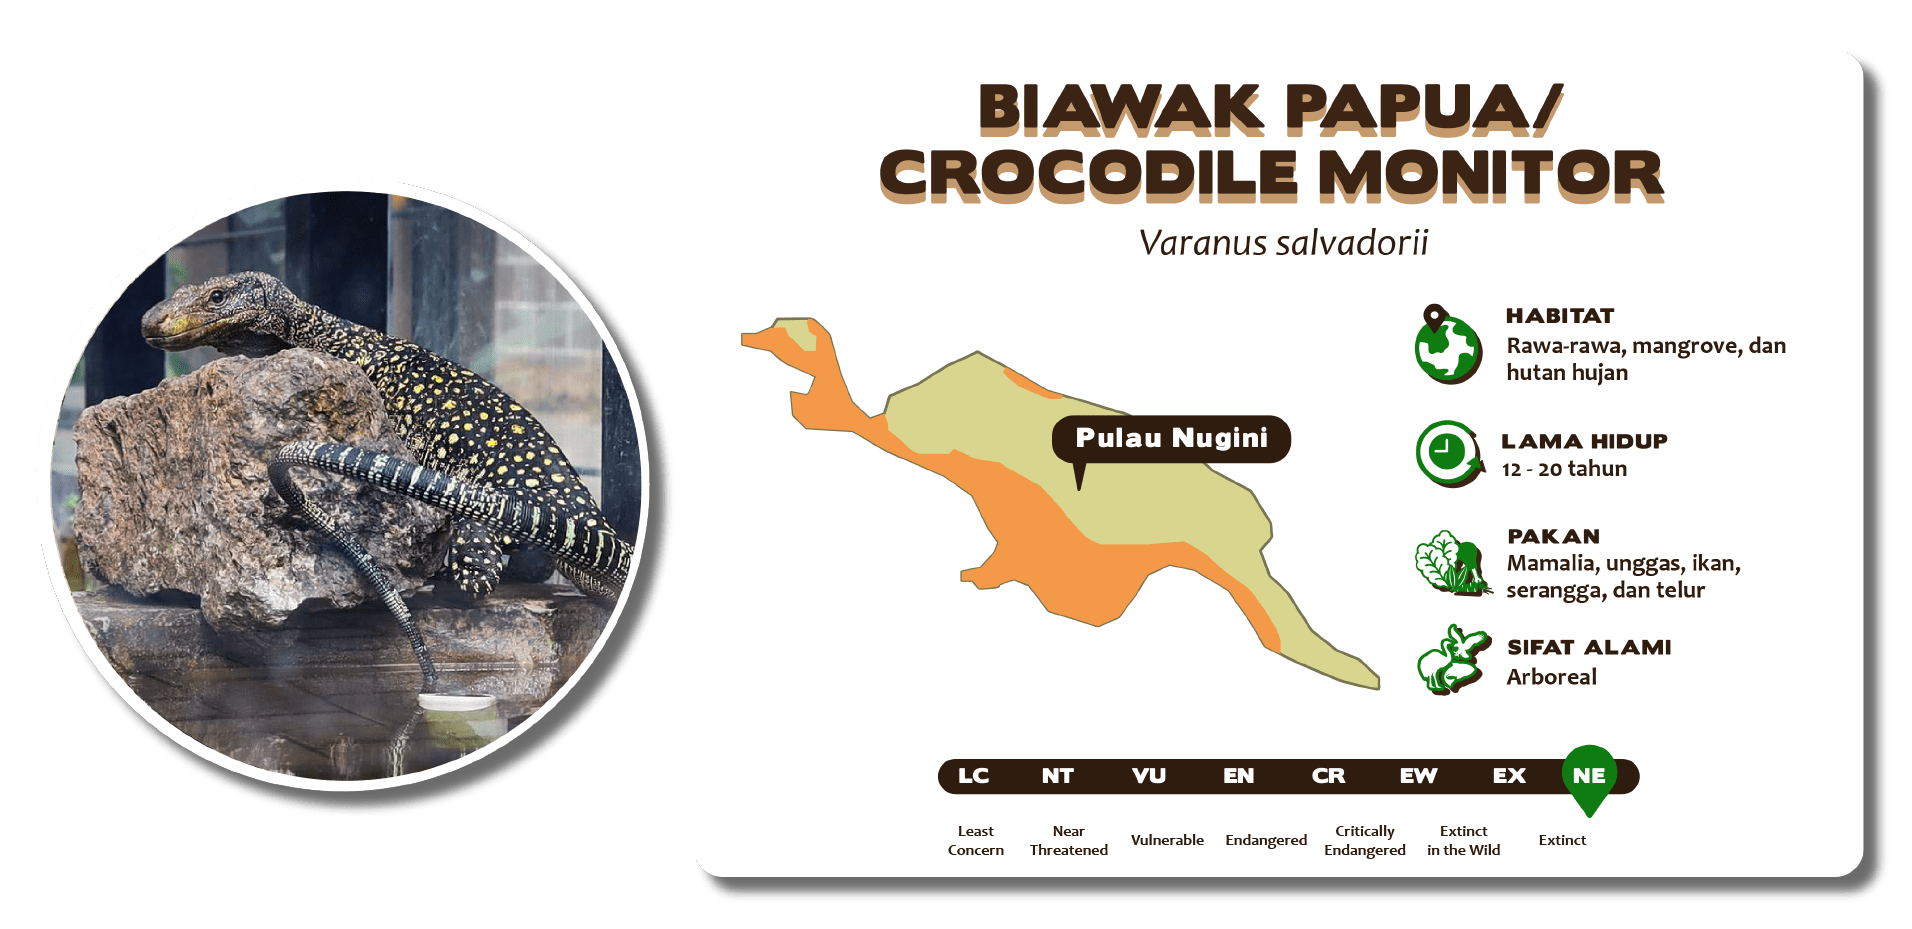 BIAWAK PAPUA/
CROCODILE MONITOR
Varanus salvadorii
Pulau Nugini
HABITAT
Rawa-rawa, mangrove, dan
hutan hujan
LAMA HIDUP
12 - 20 tahun
PAKAN
Mamalia, unggas, ikan,
serangga, dan telur
SIFAT ALAMI
Arboreal
LC NT VU EN CR EW EX NE
Least
Concern
Near
Threatened
Vulnerable
Endangered
Critically
Endangered
Extinct
in the Wild
Extinct